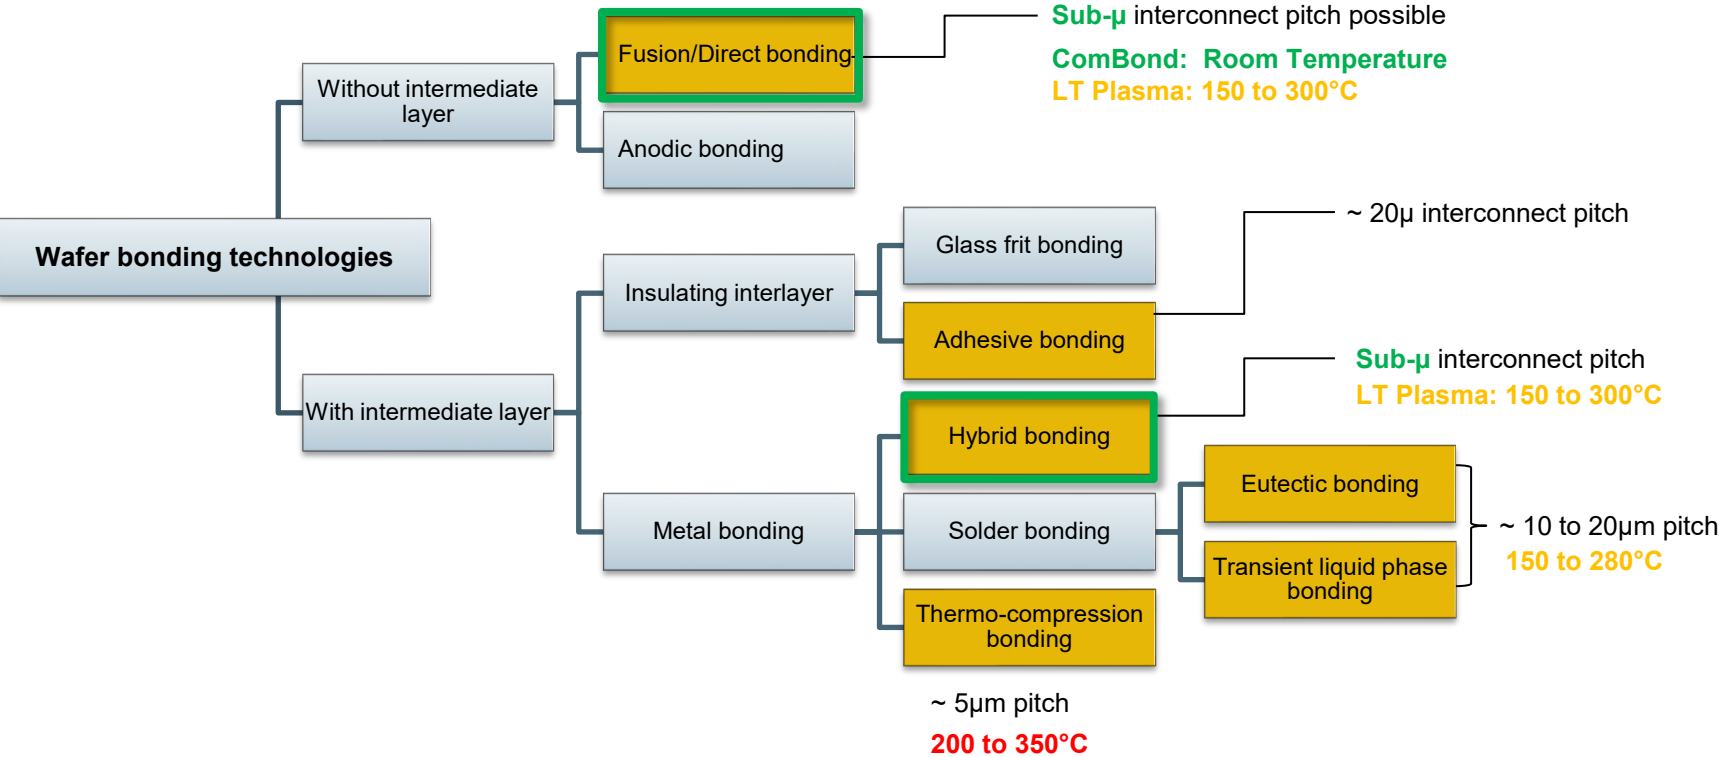 Sub-µ interconnect pitch possible
Fusion/Direct bonding
ComBond: Room Temperature
LT Plasma: 150 to 300°C
Without intermediate
layer
Anodic bonding
~ 20µ interconnect pitch
Glass frit bonding
Wafer bonding technologies
Insulating interlayer
Adhesive bonding
Sub-µ interconnect pitch
LT Plasma: 150 to 300°C
With intermediate layer
Hybrid bonding
Eutectic bonding
Metal bonding
Solder bonding
~ 10 to 20µm pitch
150 to 280°C
Transient liquid phase
bonding
Thermo-compression
bonding
~ 5µm pitch
200 to 350°C